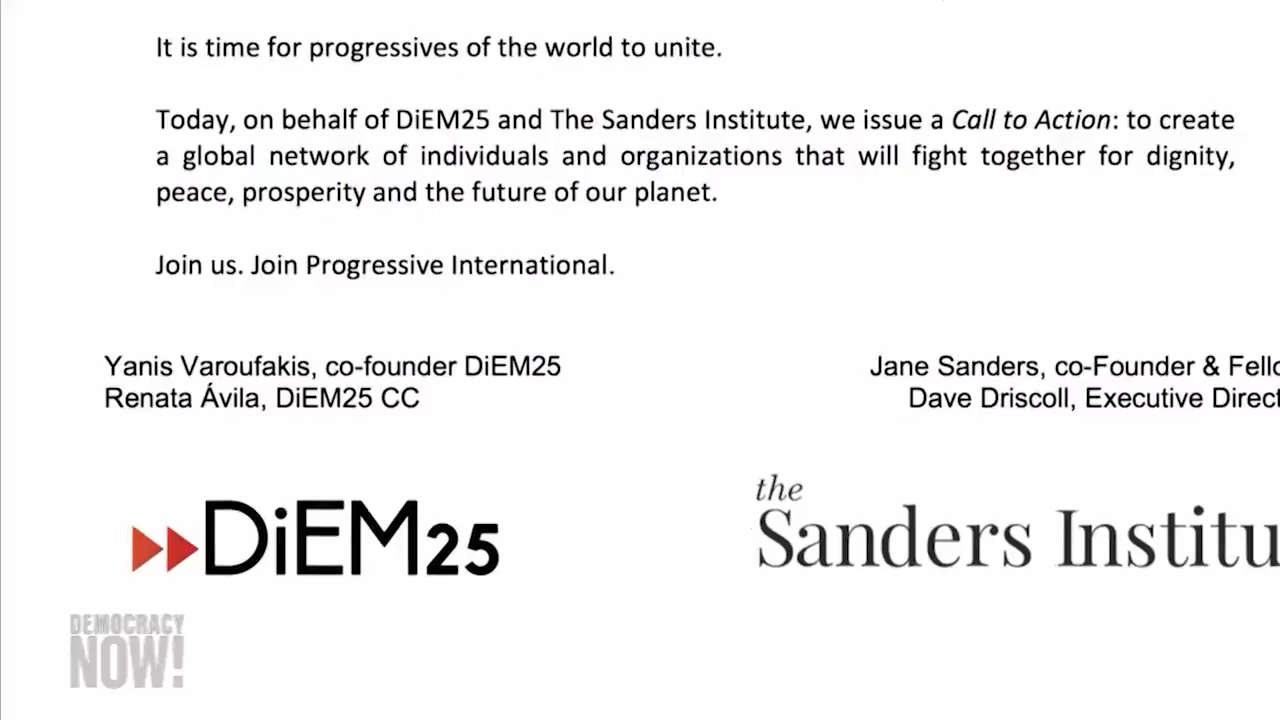 It is time for progressives of the world to unite.
Today, on behalf of DiEM25 and The Sanders Institute, we issue a Call to Action: to create
a global network of individuals and organizations that will fight together for dignity,
peace, prosperity and the future of our planet.
Join us. Join Progressive International.
Yanis Varoufakis, co-founder DiEM25
Renata Ávila, DiEM25 CC
Jane Sanders, co-Founder & Fello
Dave Driscoll, Executive Direct
DiEM25
the
Sanders Institu
DEMOCRACY
NOW!